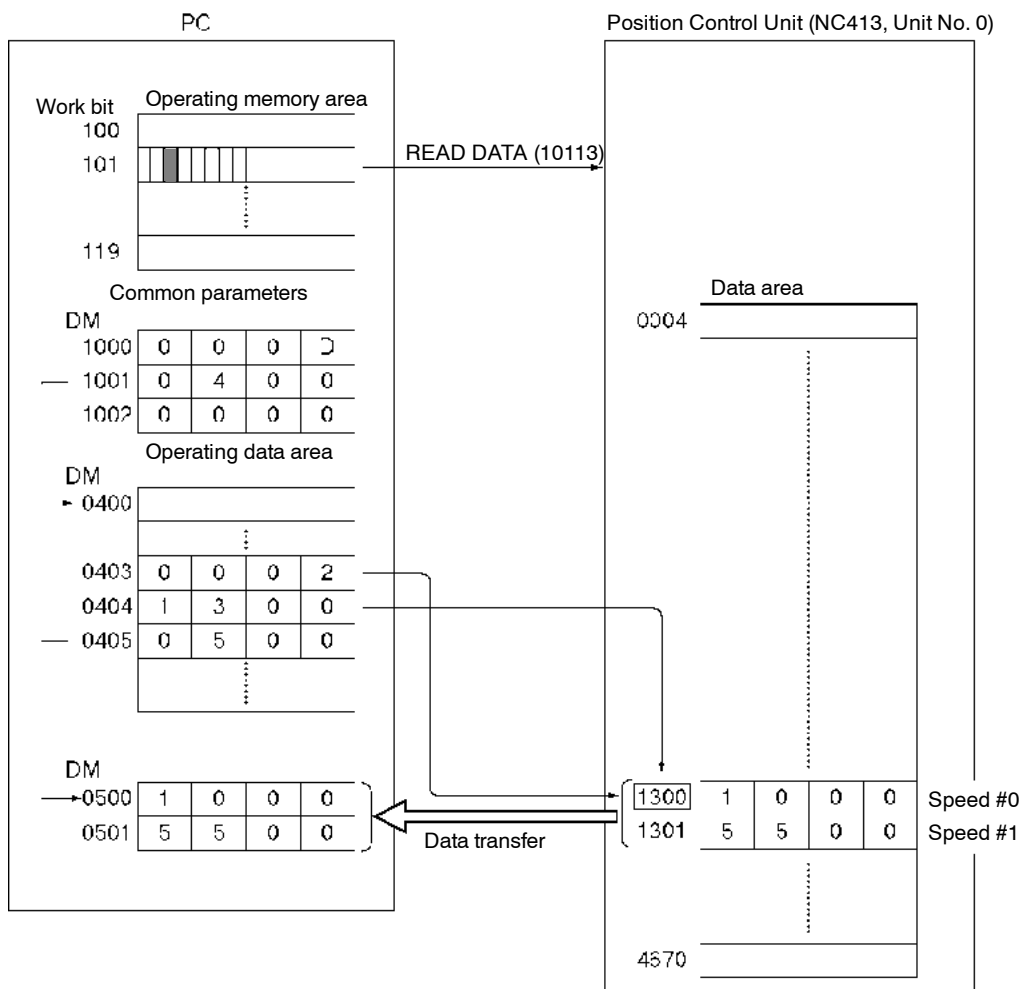 PC
Position Control Unit (NC413, Unit No. 0)
Work bit
Operating memory area
100
101
READ DATA (10113)
119
Common parameters
DM
1000 0 0 0 0
1001 0 4 0 0
1002 0 0 0 0
Operating data area
DM
0400
0403 0 0 0 2
0404 1 3 0 0
0405 0 5 0 0
DM
0500 1 0 0 0
0501 5 5 0 0
Data transfer
Data area
0004
1300 1 0 0 0 Speed #0
1301 5 5 0 0 Speed #1